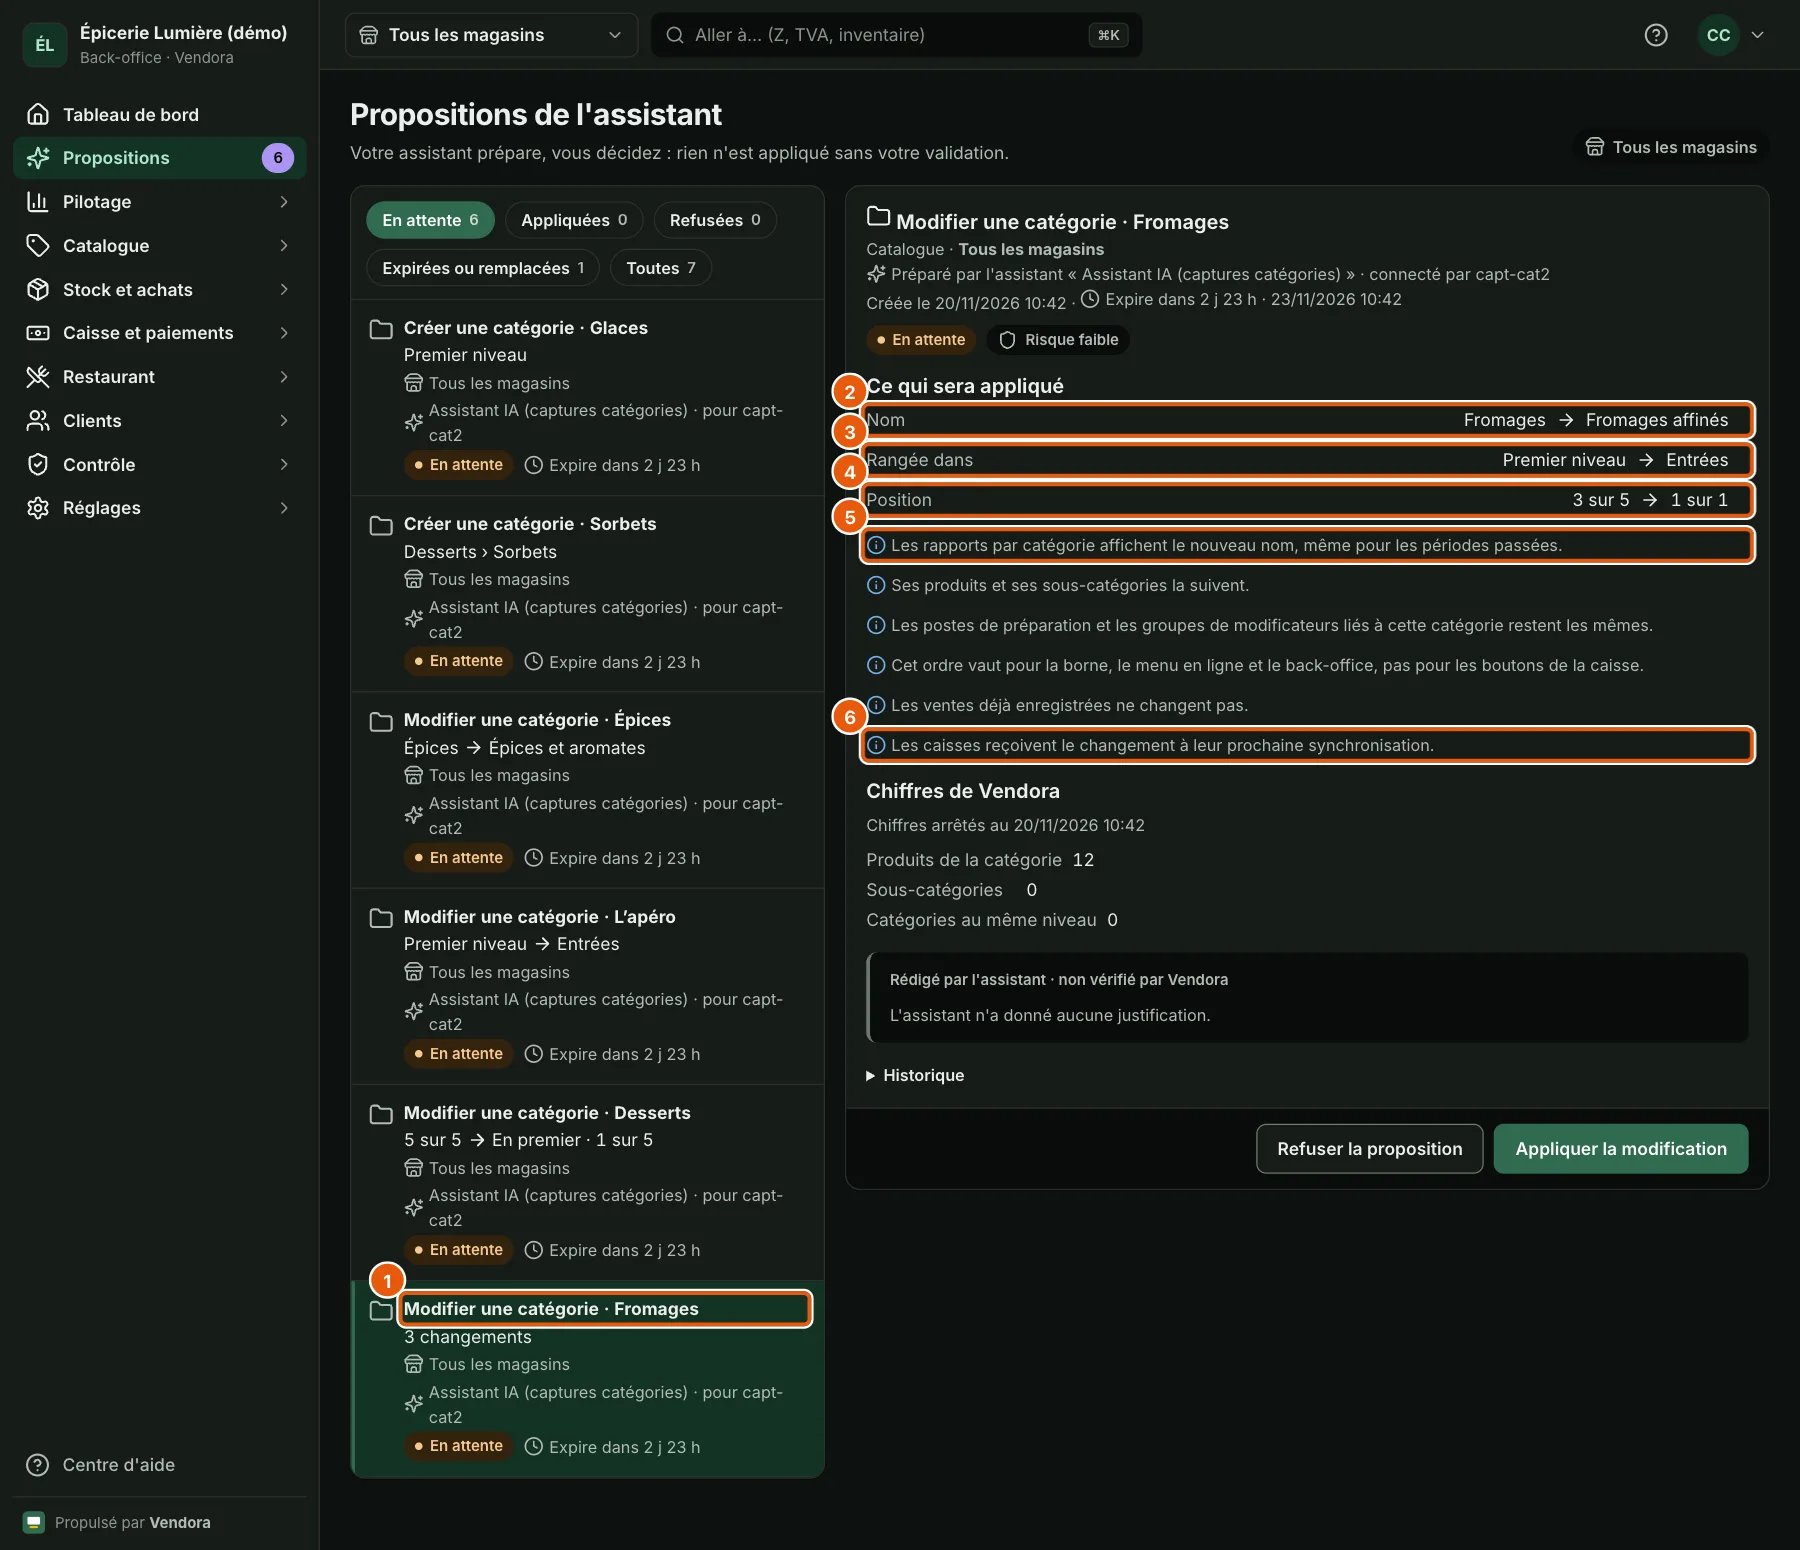 ÉL
Épicerie Lumière (démo)
Back-office · Vendora
Tous les magasins
Aller à... (Z, TVA, inventaire)
⌘K
CC
Tableau de bord
Propositions
6
Pilotage
Catalogue
Stock et achats
Caisse et paiements
Restaurant
Clients
Contrôle
Réglages
Centre d'aide
Propulsé par Vendora
Propositions de l'assistant
Votre assistant prépare, vous décidez : rien n'est appliqué sans votre validation.
Tous les magasins
En attente 6
Appliquées 0
Refusées 0
Expirées ou remplacées 1
Toutes 7
Créer une catégorie · Glaces
Premier niveau
Tous les magasins
Assistant IA (captures catégories) · pour capt-
cat2
En attente
Expire dans 2 j 23 h
Créer une catégorie · Sorbets
Desserts › Sorbets
Tous les magasins
Assistant IA (captures catégories) · pour capt-
cat2
En attente
Expire dans 2 j 23 h
Modifier une catégorie · Épices
Épices → Épices et aromates
Tous les magasins
Assistant IA (captures catégories) · pour capt-
cat2
En attente
Expire dans 2 j 23 h
Modifier une catégorie · L’apéro
Premier niveau → Entrées
Tous les magasins
Assistant IA (captures catégories) · pour capt-
cat2
En attente
Expire dans 2 j 23 h
Modifier une catégorie · Desserts
5 sur 5 → En premier · 1 sur 5
Tous les magasins
Assistant IA (captures catégories) · pour capt-
cat2
En attente
Expire dans 2 j 23 h
1
Modifier une catégorie · Fromages
3 changements
Tous les magasins
Assistant IA (captures catégories) · pour capt-
cat2
En attente
Expire dans 2 j 23 h
Modifier une catégorie · Fromages
Catalogue · Tous les magasins
Préparé par l'assistant « Assistant IA (captures catégories) » · connecté par capt-cat2
Créée le 20/11/2026 10:42 · Expire dans 2 j 23 h · 23/11/2026 10:42
En attente
Risque faible
Ce qui sera appliqué
2
Nom Fromages → Fromages affinés
3
Rangée dans Premier niveau → Entrées
4
Position 3 sur 5 → 1 sur 1
5
Les rapports par catégorie affichent le nouveau nom, même pour les périodes passées.
Ses produits et ses sous-catégories la suivent.
Les postes de préparation et les groupes de modificateurs liés à cette catégorie restent les mêmes.
Cet ordre vaut pour la borne, le menu en ligne et le back-office, pas pour les boutons de la caisse.
Les ventes déjà enregistrées ne changent pas.
6
Les caisses reçoivent le changement à leur prochaine synchronisation.
Chiffres de Vendora
Chiffres arrêtés au 20/11/2026 10:42
Produits de la catégorie 12
Sous-catégories 0
Catégories au même niveau 0
Rédigé par l'assistant · non vérifié par Vendora
L'assistant n'a donné aucune justification.
Historique
Refuser la proposition
Appliquer la modification